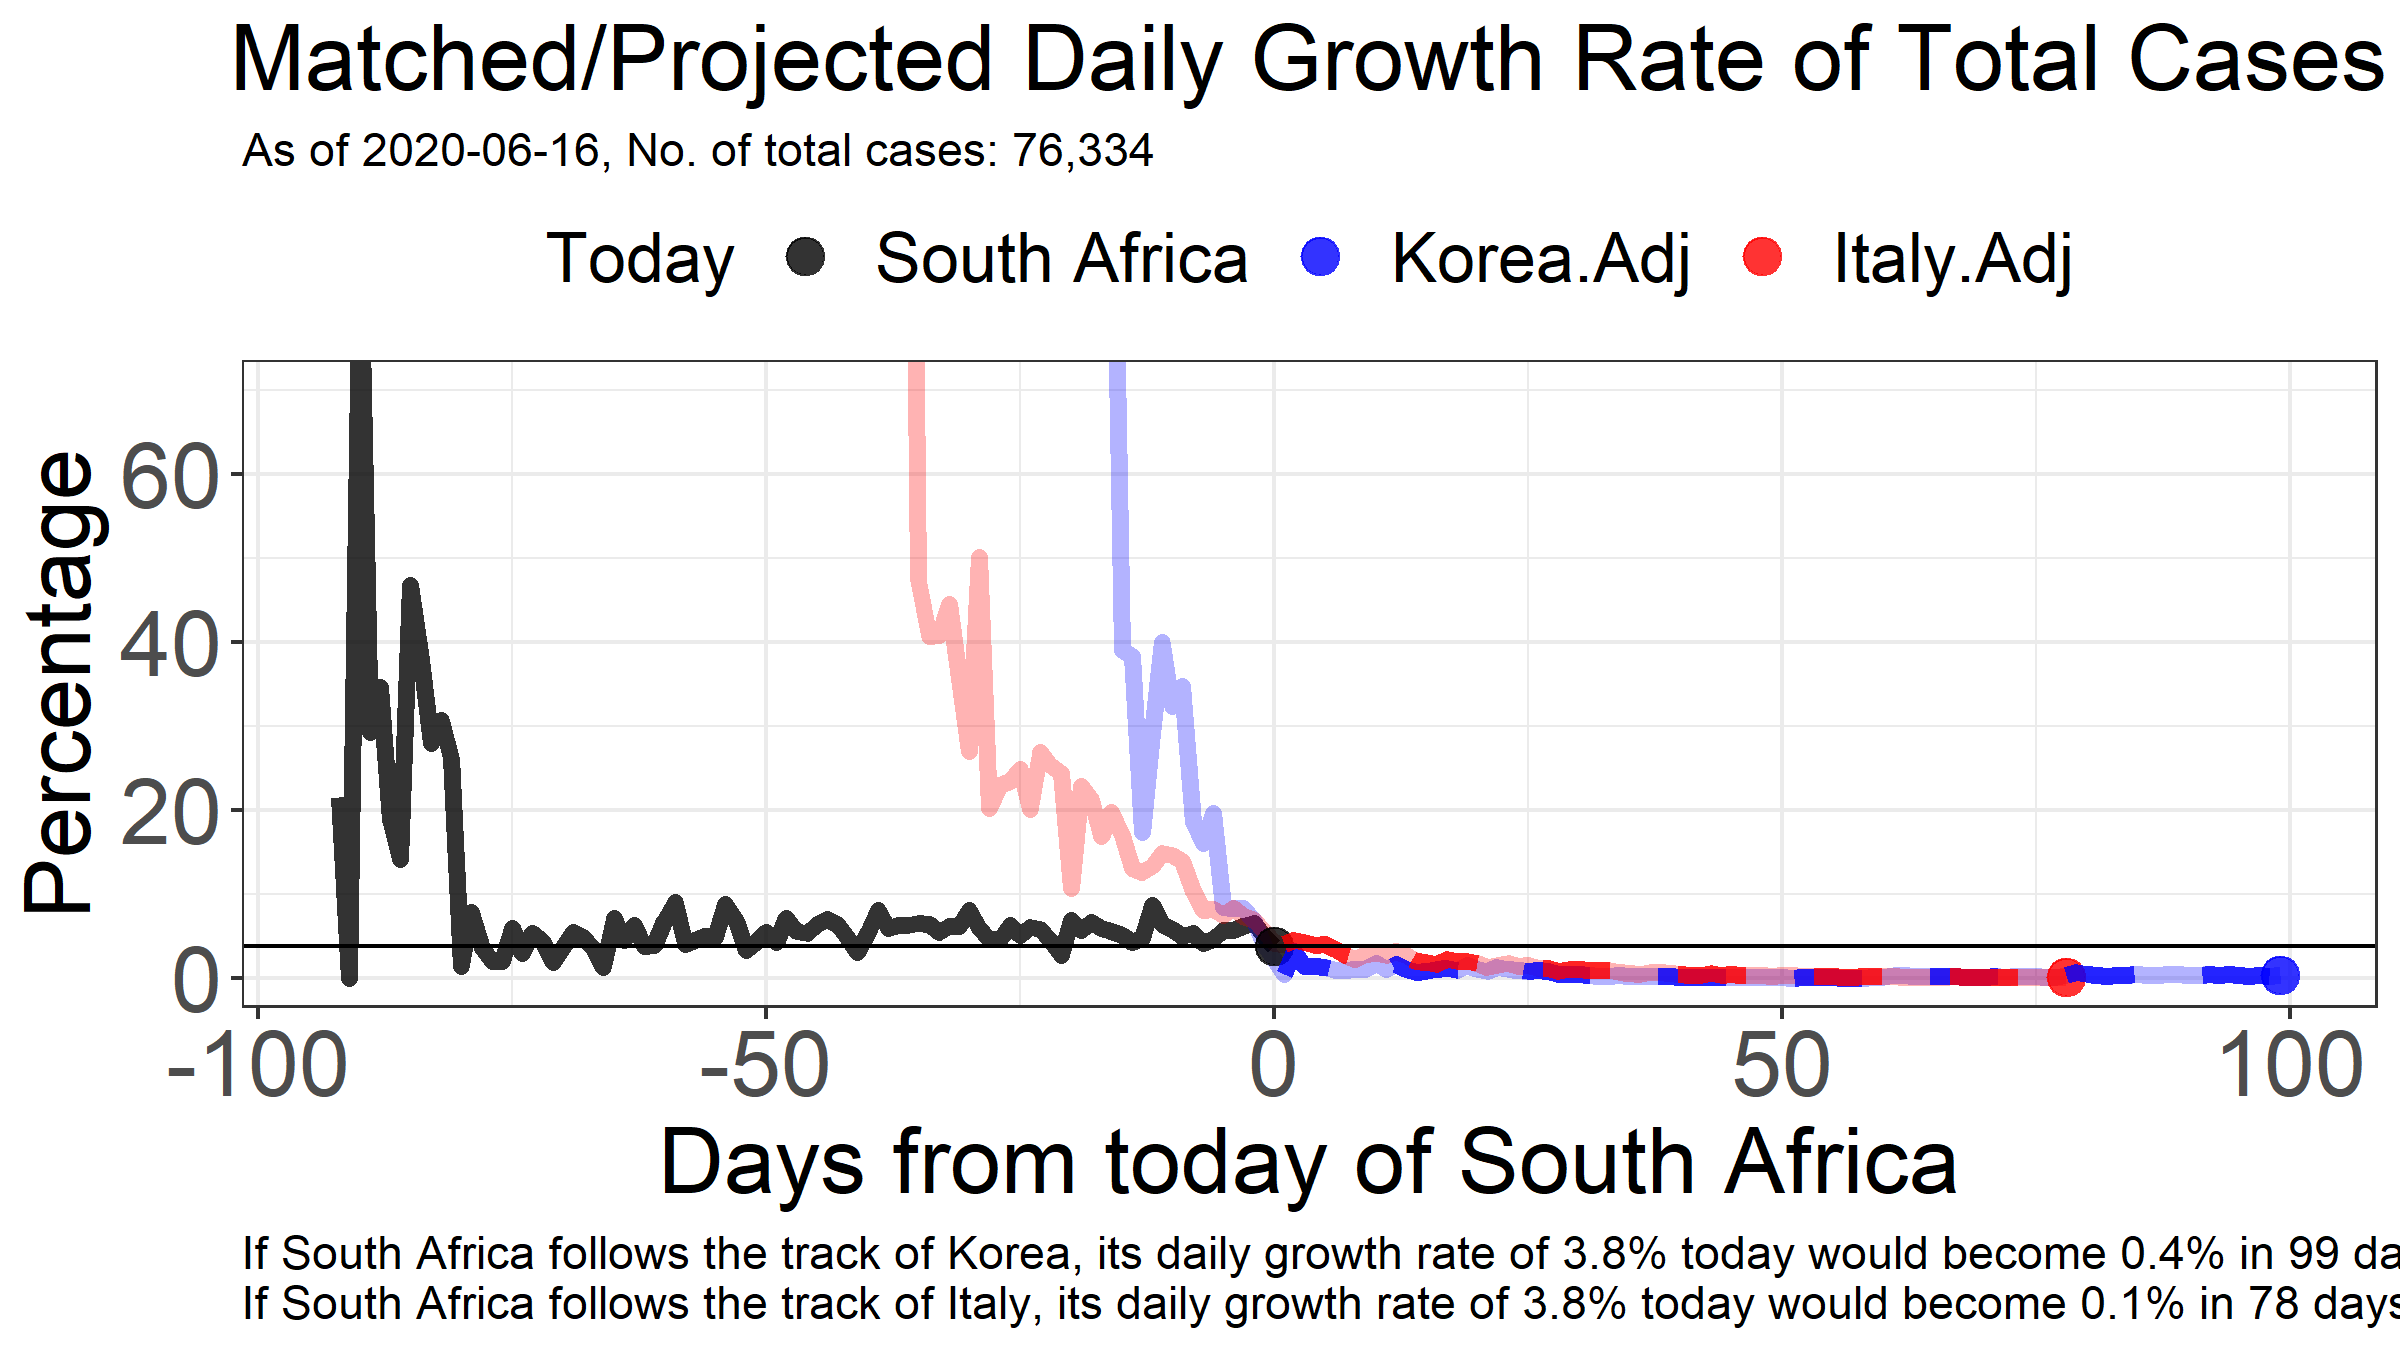 Matched/Projected Daily Growth Rate of Total Cases
As of 2020-06-16, No. of total cases: 76,334
Today South Africa Korea.Adj Italy.Adj
Percentage
60
40
20
0
-100 -50 0 50 100
Days from today of South Africa
If South Africa follows the track of Korea, its daily growth rate of 3.8% today would become 0.4% in 99 da
If South Africa follows the track of Italy, its daily growth rate of 3.8% today would become 0.1% in 78 days